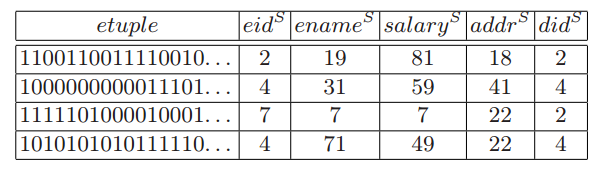 etuple eid^S ename^S salary^S addr^S did^S
1100110011110010... 2 19 81 18 2
1000000000011101... 4 31 59 41 4
1111101000010001... 7 7 7 22 2
1010101010111110... 4 71 49 22 4